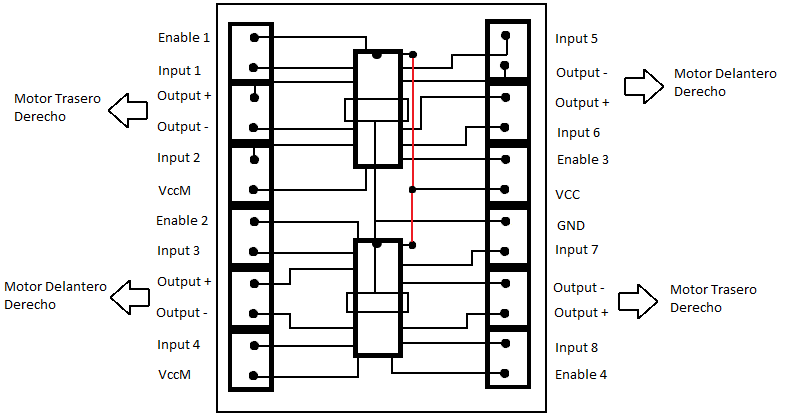 Enable 1
Input 1
Output +
Output -
Motor Trasero
Derecho
Input 2
VccM
Enable 2
Input 3
Output +
Output -
Motor Delantero
Derecho
Input 4
VccM
Input 5
Output -
Output +
Motor Delantero
Derecho
Input 6
Enable 3
VCC
GND
Input 7
Output -
Output +
Motor Trasero
Derecho
Input 8
Enable 4